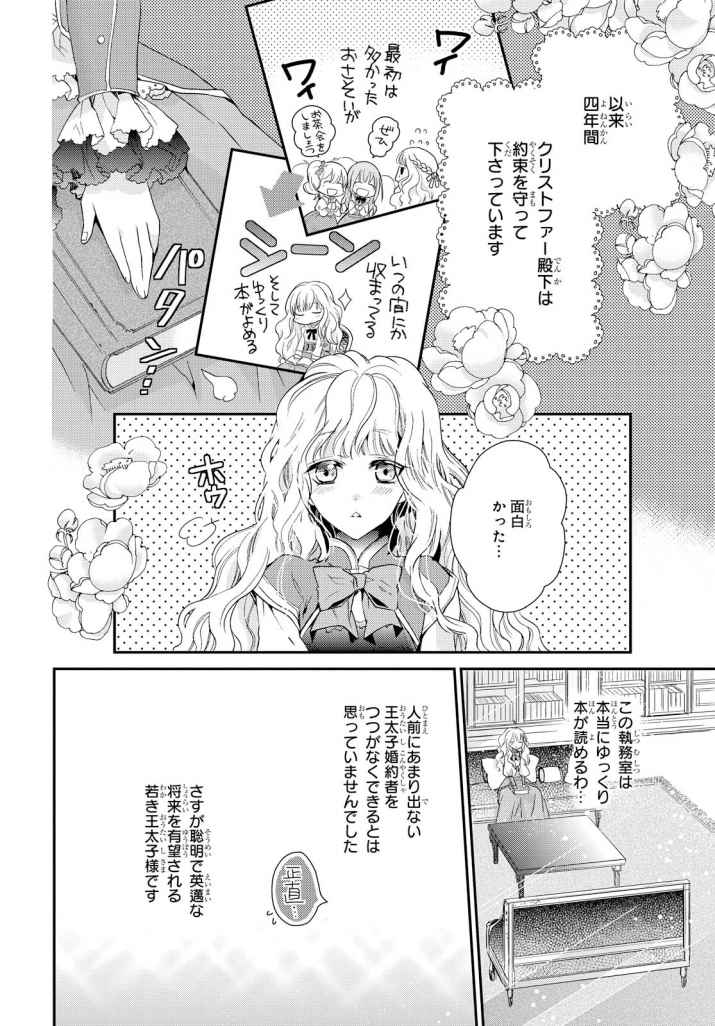 以来
四年間
クリストファー殿下は
約束を守って
下さっています
最初は
多かった
おさそいが
ワイ
ワイ
ぜひ
お茶会を
しましょう
いつの間にか
収まってる
シーーン
そして
ゆっくり
本がよめる
パタン…
面白
かった…
ホウ
この執務室は
本当にゆっくり
本が読めるわ…
人前にあまり出ない
王太子婚約者を
つつがなくできるとは
思っていませんでした
正直…
さすが聡明で英邁な
将来を有望される
若き王太子様です